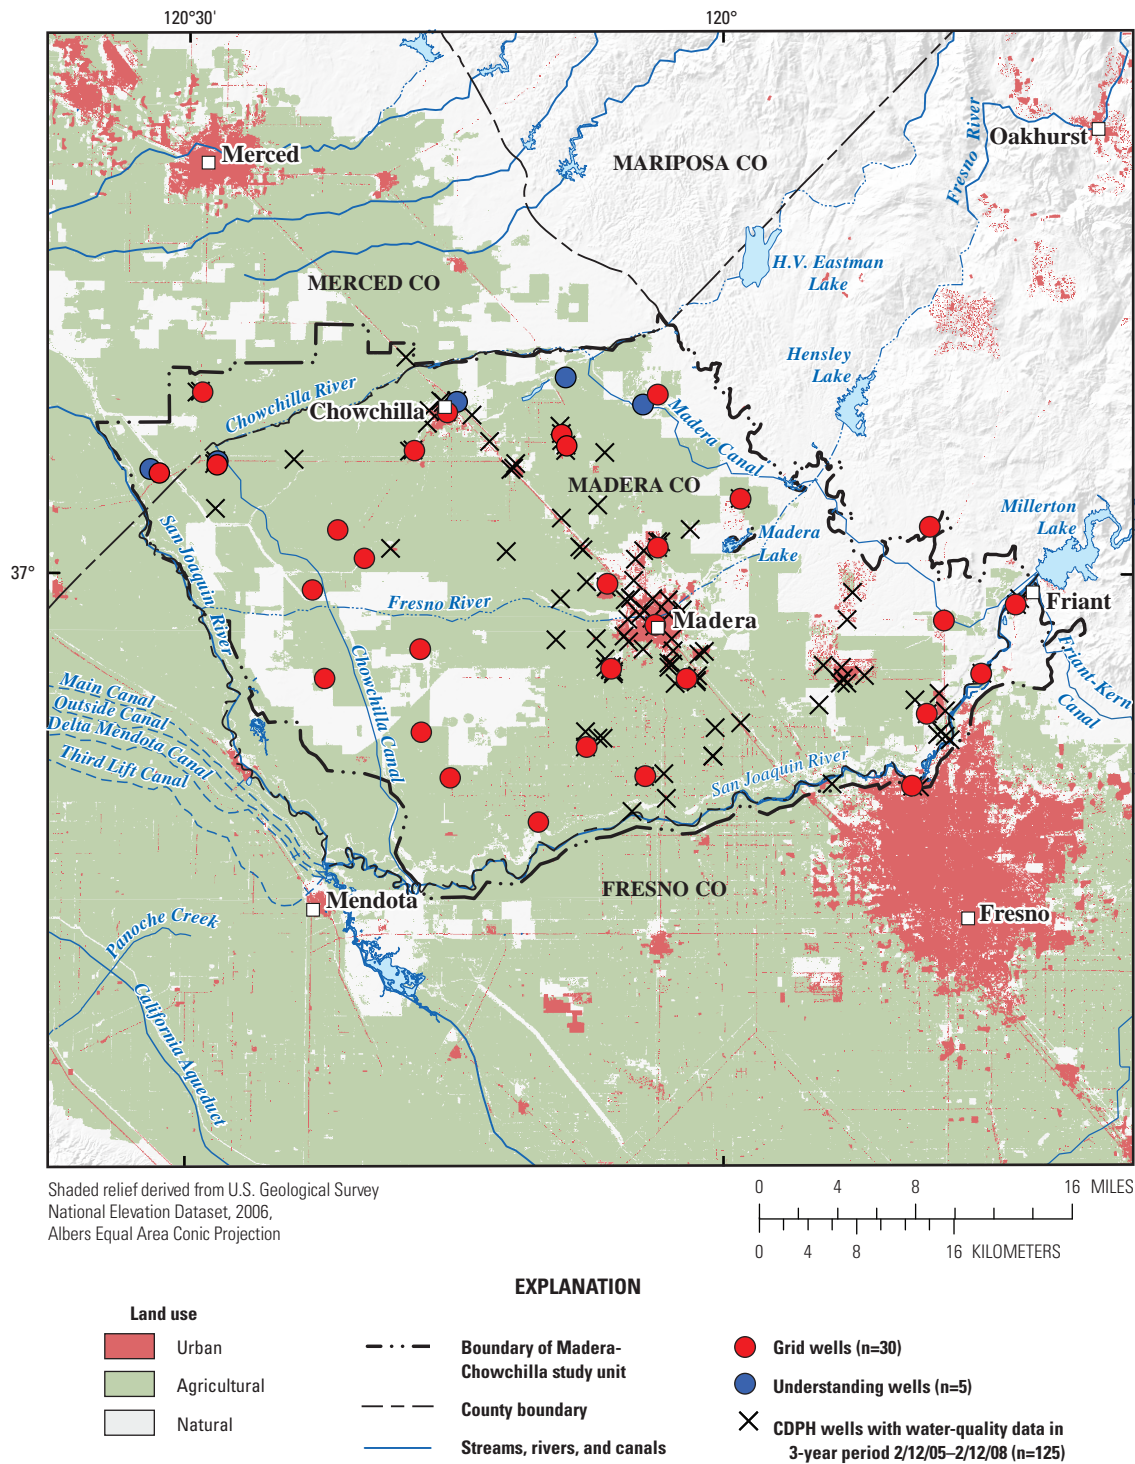 120°30'
120°
Merced
Oakhurst
Fresno River
MARIPOSA CO
H.V. Eastman
Lake
MERCED CO
Hensley
Lake
Chowchilla River
Chowchilla
Madera Canal
MADERA CO
Millerton
Lake
San Joaquin River
Madera
Lake
37°
Fresno River
Friant
Madera
Friant-Kern
Canal
Chowchilla Canal
Main Canal
Outside Canal
Delta Mendota Canal
Third Lift Canal
San Joaquin River
FRESNO CO
Mendota
Fresno
Panoche Creek
California Aqueduct
Shaded relief derived from U.S. Geological Survey
National Elevation Dataset, 2006,
Albers Equal Area Conic Projection
0 4 8 16 MILES
0 4 8 16 KILOMETERS
EXPLANATION
Land use
Urban
Agricultural
Natural
Boundary of Madera-
Chowchilla study unit
County boundary
Streams, rivers, and canals
Grid wells (n=30)
Understanding wells (n=5)
CDPH wells with water-quality data in
3-year period 2/12/05–2/12/08 (n=125)